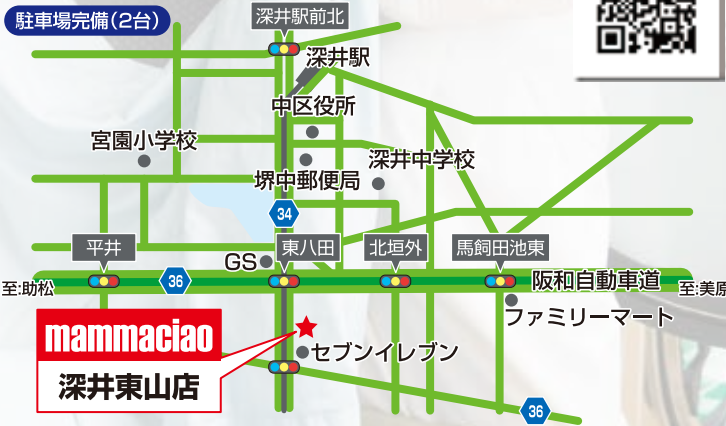 駐車場完備(2台)
深井駅前北
深井駅
中区役所
宮園小学校
深井中学校
堺中郵便局
34
平井
GS
東八田
北垣外
馬飼田池東
至:助松
36
阪和自動車道
至:美原
ファミリーマート
mammaciao
深井東山店
セブンイレブン
36